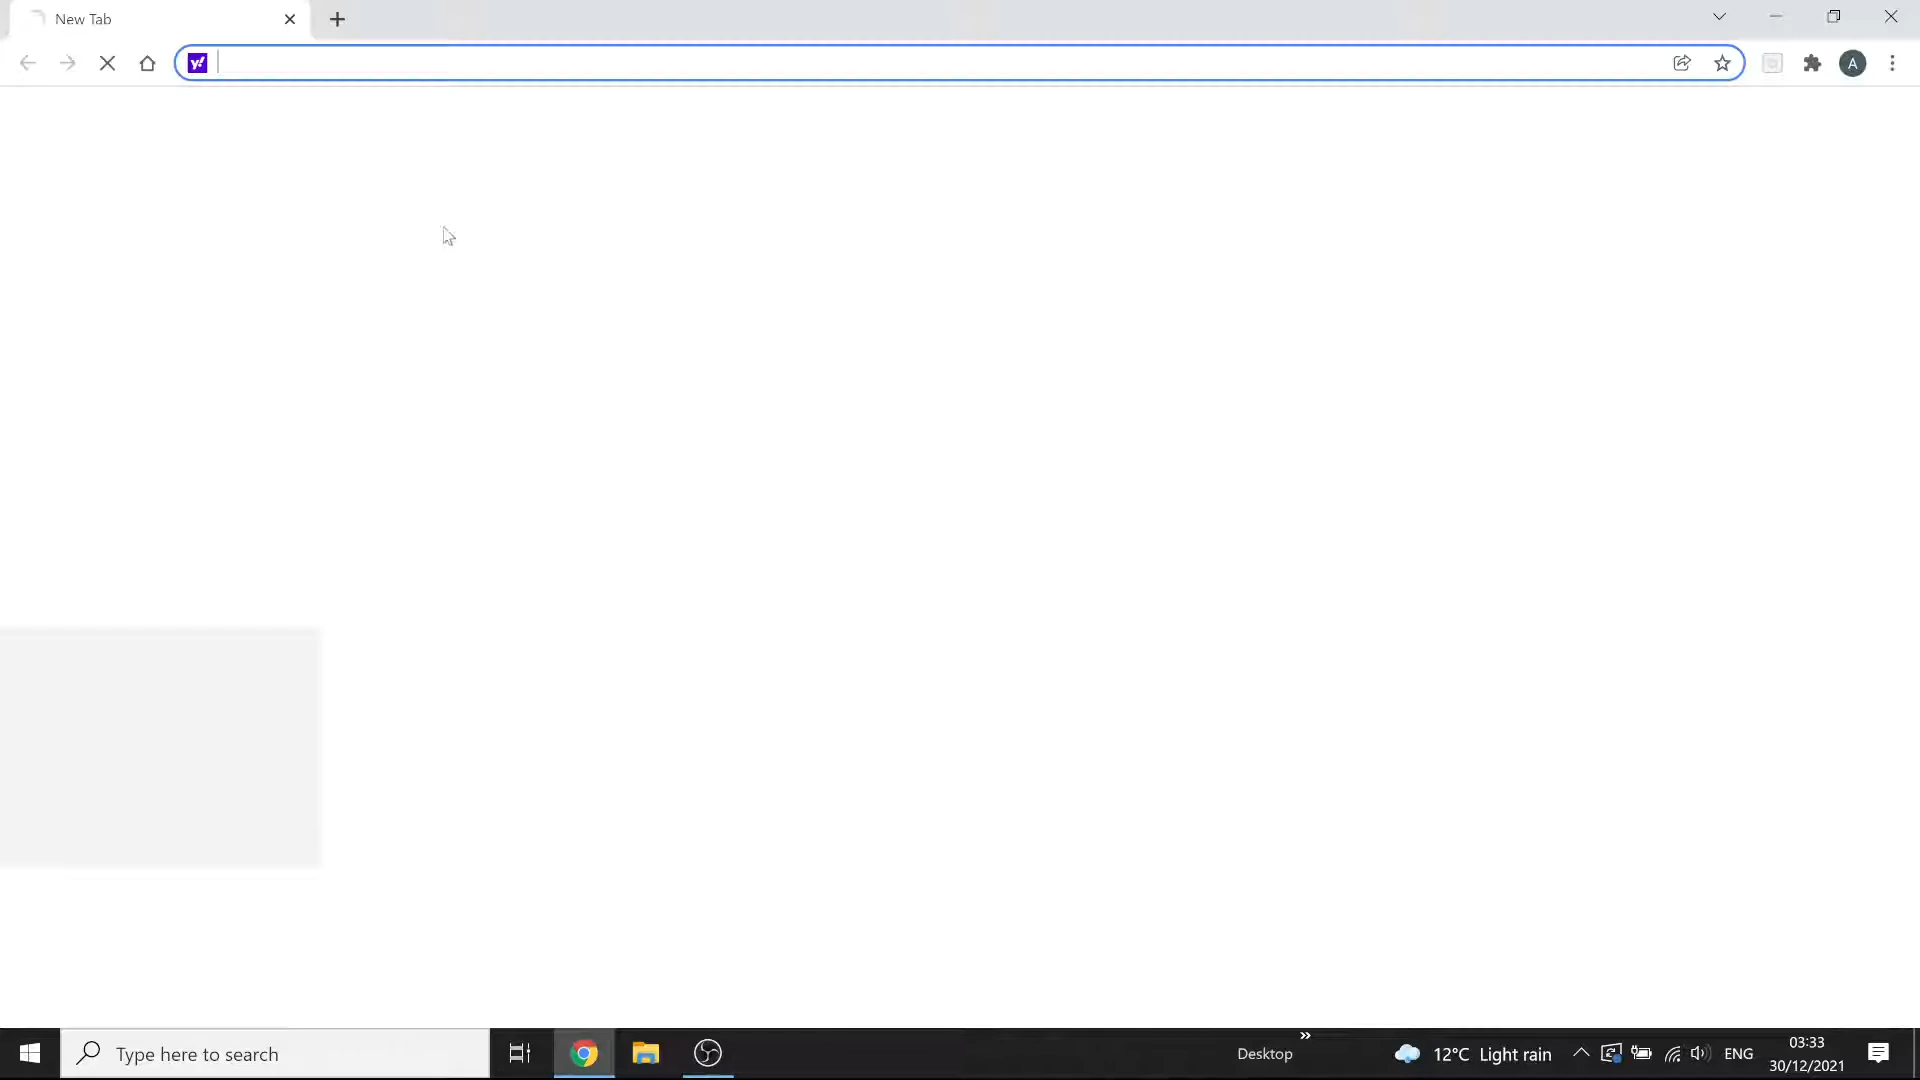 New Tab
y!
A
Type here to search
Desktop
12°C Light rain
ENG
03:33
30/12/2021